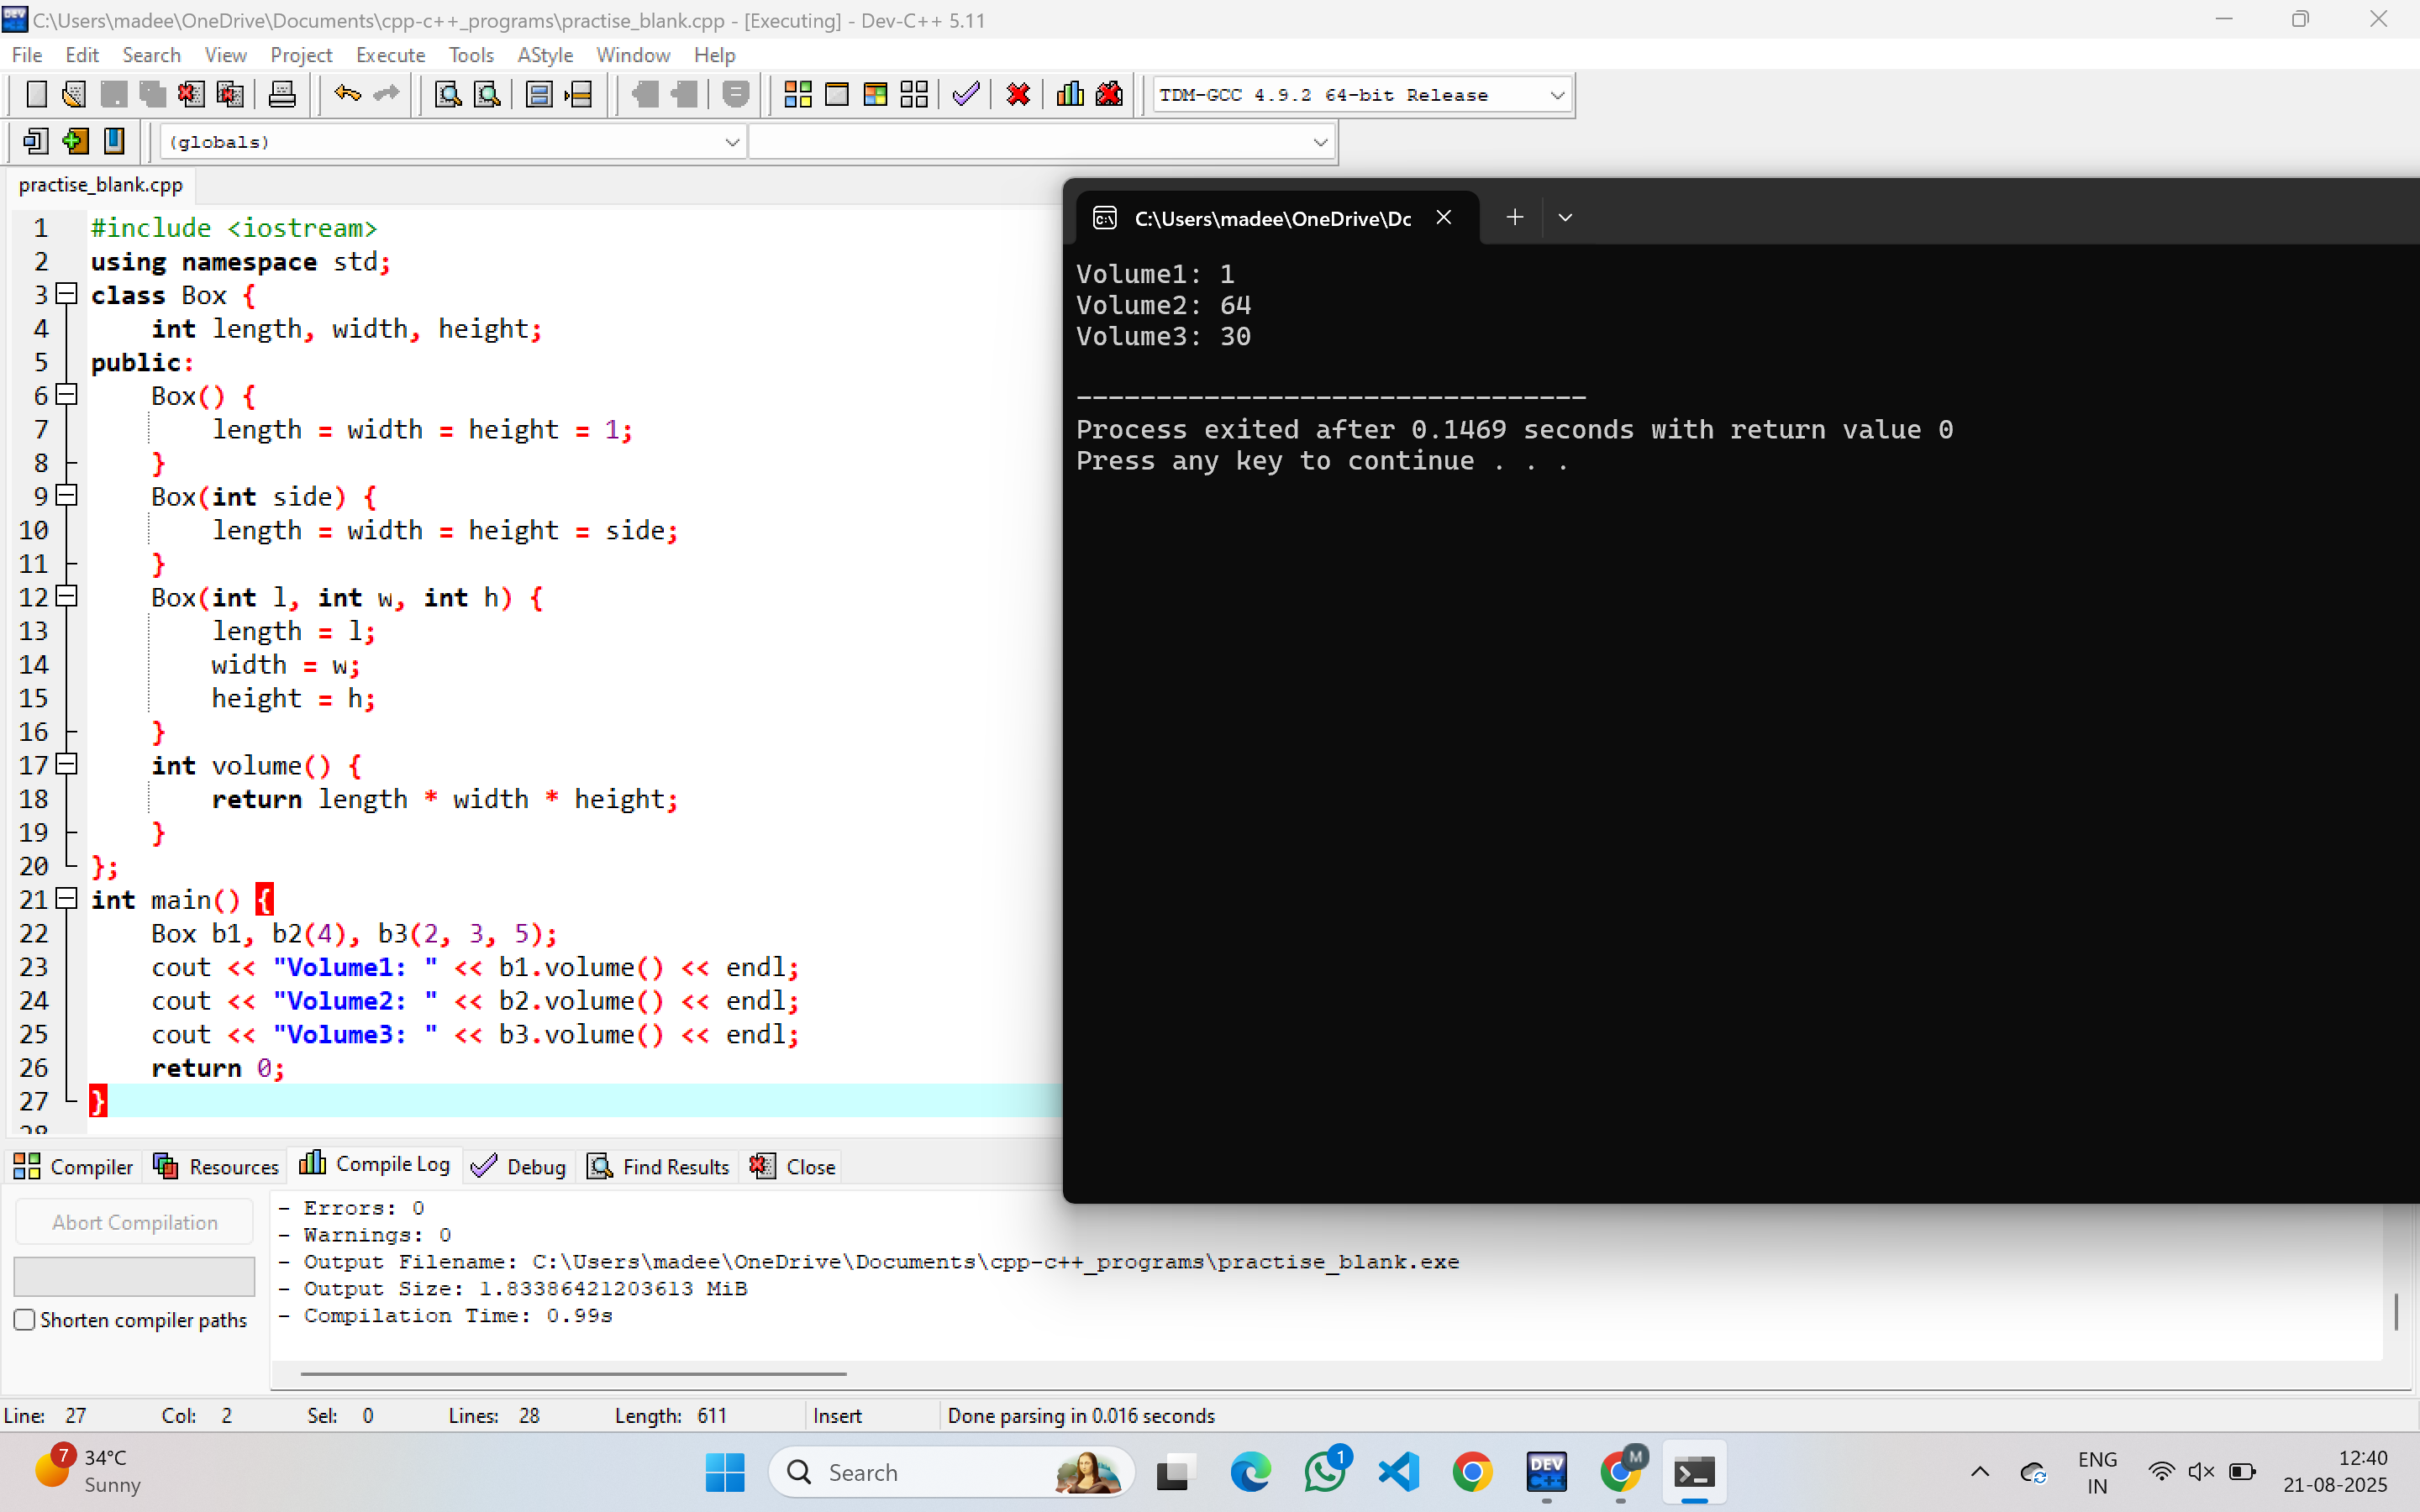 C:\Users\madee\OneDrive\Documents\cpp-c++_programs\practise_blank.cpp - [Executing] - Dev-C++ 5.11
File Edit Search View Project Execute Tools AStyle Window Help
TDM-GCC 4.9.2 64-bit Release
(globals)
practise_blank.cpp
1 #include <iostream>
2 using namespace std;
3 class Box {
4 int length, width, height;
5 public:
6 Box() {
7 length = width = height = 1;
8 }
9 Box(int side) {
10 length = width = height = side;
11 }
12 Box(int l, int w, int h) {
13 length = l;
14 width = w;
15 height = h;
16 }
17 int volume() {
18 return length * width * height;
19 }
20 };
21 int main() {
22 Box b1, b2(4), b3(2, 3, 5);
23 cout << "Volume1: " << b1.volume() << endl;
24 cout << "Volume2: " << b2.volume() << endl;
25 cout << "Volume3: " << b3.volume() << endl;
26 return 0;
27 }
28
C:\Users\madee\OneDrive\Dc
Volume1: 1
Volume2: 64
Volume3: 30
--------------------------------
Process exited after 0.1469 seconds with return value 0
Press any key to continue . . .
Compiler Resources Compile Log Debug Find Results Close
Abort Compilation
Shorten compiler paths
- Errors: 0
- Warnings: 0
- Output Filename: C:\Users\madee\OneDrive\Documents\cpp-c++_programs\practise_blank.exe
- Output Size: 1.83386421203613 MiB
- Compilation Time: 0.99s
Line: 27 Col: 2 Sel: 0 Lines: 28 Length: 611 Insert Done parsing in 0.016 seconds
7
34°C
Sunny
Search
1
DEV
C++
M
ENG
IN
12:40
21-08-2025